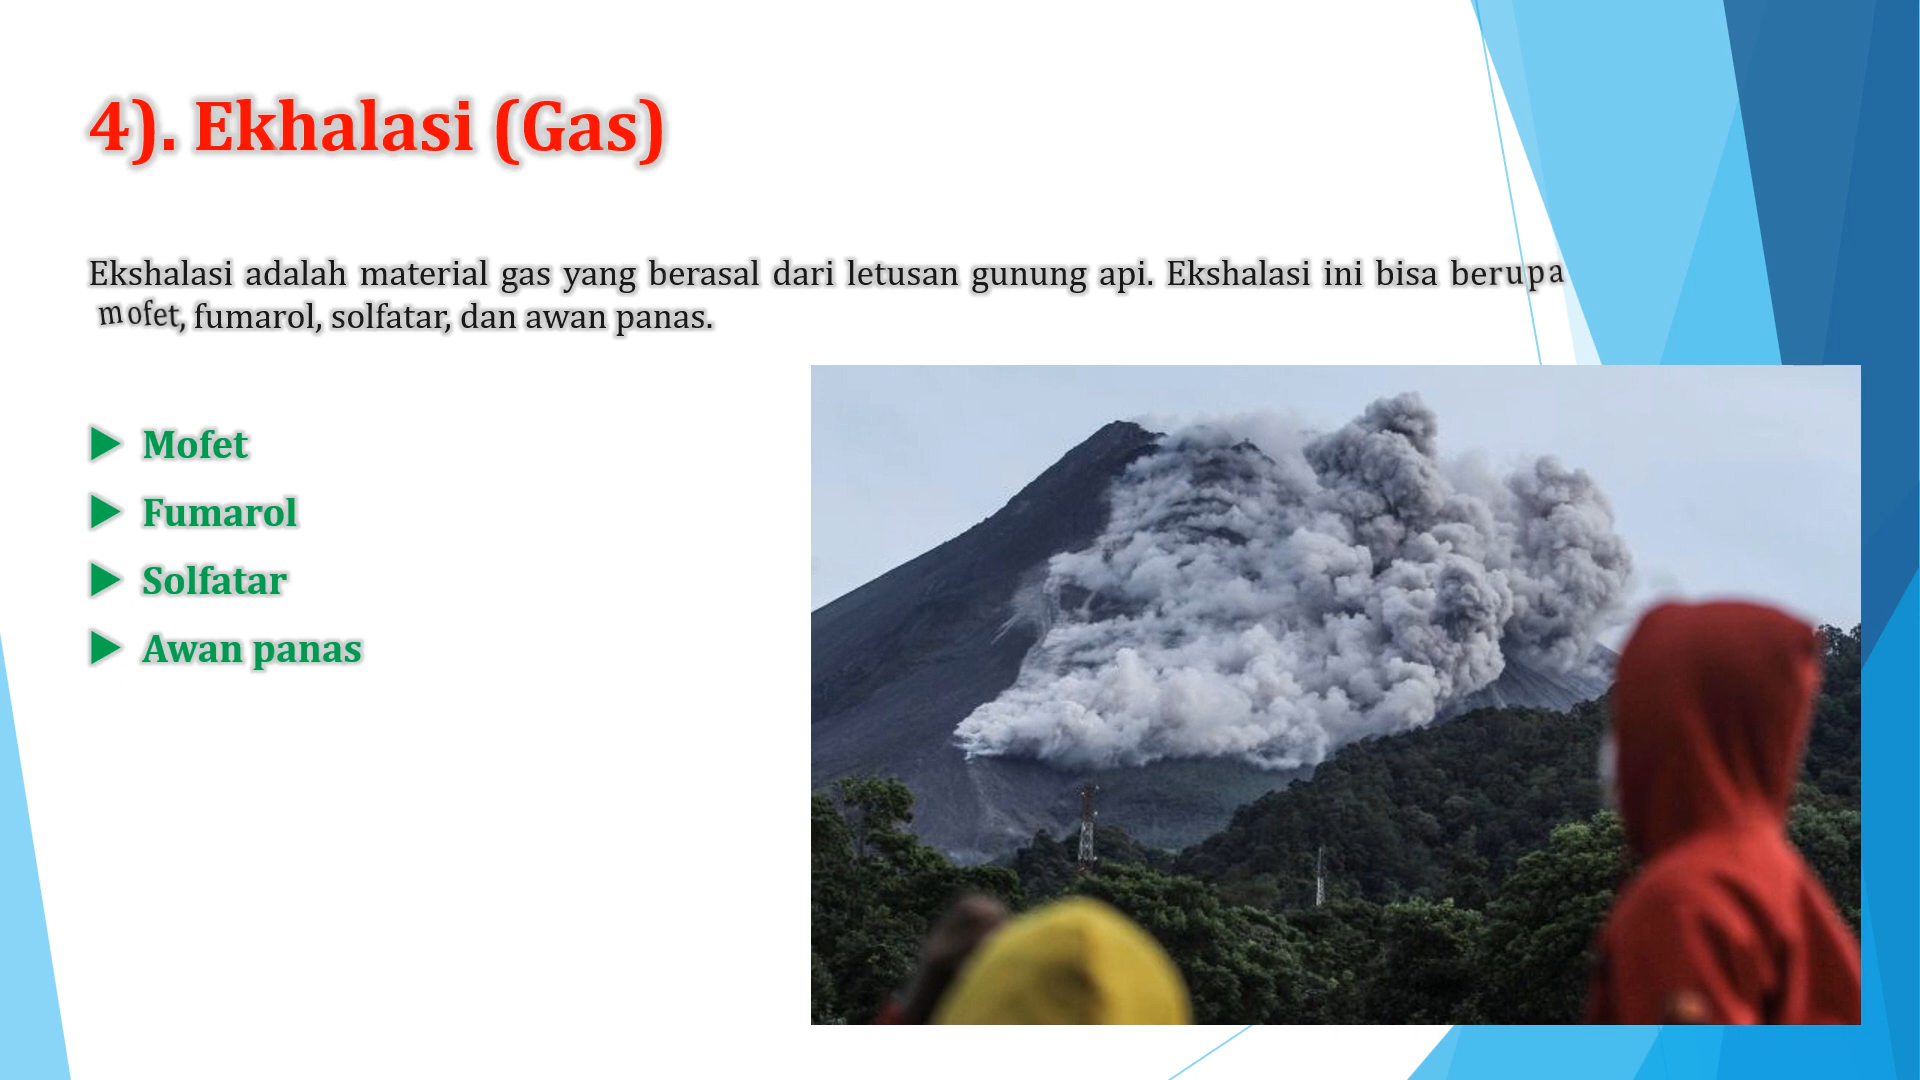 4). Ekhalasi (Gas)
Ekshalasi adalah material gas yang berasal dari letusan gunung api. Ekshalasi ini bisa berupa
mofet, fumarol, solfatar, dan awan panas.
Mofet
Fumarol
Solfatar
Awan panas